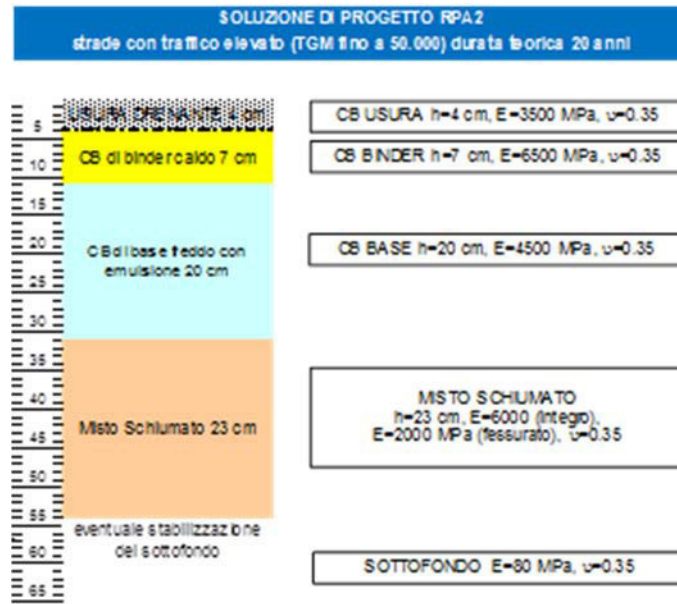 SOLUZIONE DI PROGETTO RPA2
strade con traffico elevato (TGM fino a 50.000) durata teorica 20 anni
USURA DRENANTE 4 cm
CB USURA h=4 cm, E=3500 MPa, υ=0.35
5
CB di binder caldo 7 cm
CB BINDER h=7 cm, E=6500 MPa, υ=0.35
10
15
20
CB di base freddo con
emulsione 20 cm
CB BASE h=20 cm, E=4500 MPa, υ=0.35
25
30
35
40
Misto Schiumato 23 cm
MISTO SCHIUMATO
h=23 cm, E=6000 (integro),
E=2000 MPa (fessurato), υ=0.35
45
50
55
eventuale stabilizzazione
del sottofondo
60
SOTTOFONDO E=80 MPa, υ=0.35
65